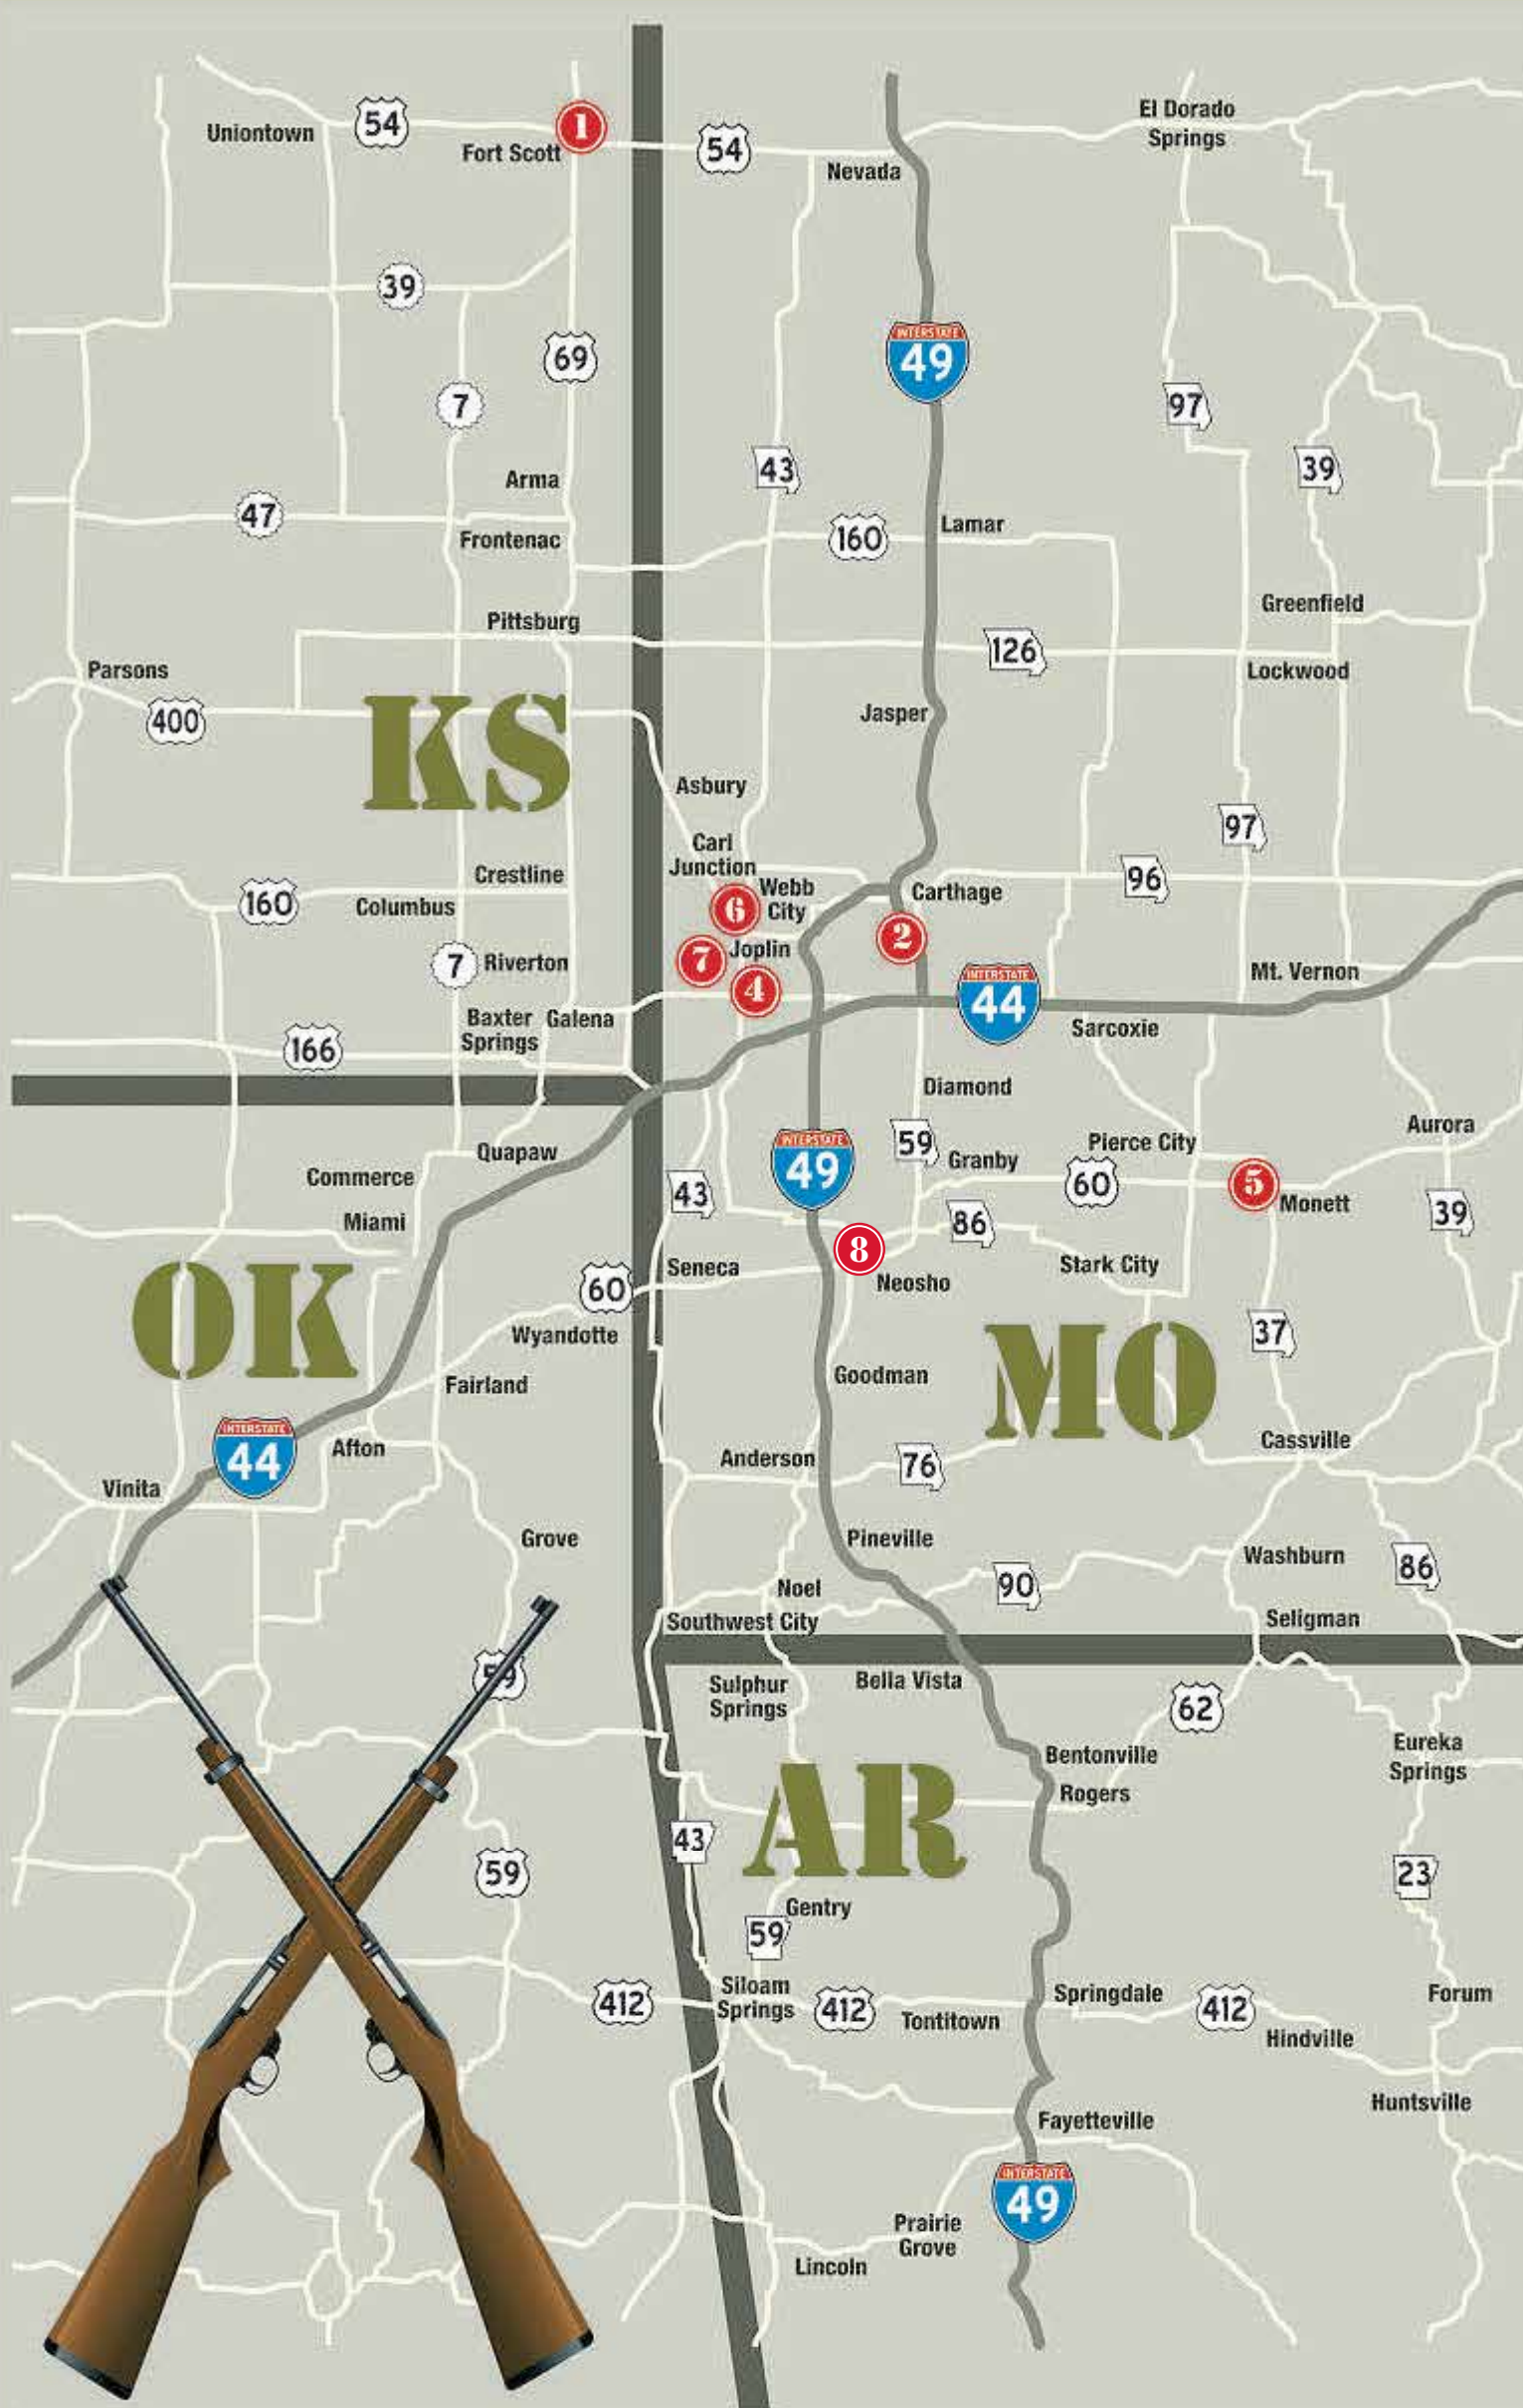 El Dorado
Springs
Uniontown
54
1
Fort Scott
54
Nevada
39
69
INTERSTATE
49
7
97
Arma
43
39
47
Frontenac
160
Lamar
Greenfield
Pittsburg
126
Parsons
Lockwood
400
KS
Jasper
Asbury
97
Carl
Junction
Crestline
96
160
Columbus
6
Webb
City
Carthage
2
7
Riverton
7
Joplin
4
Mt. Vernon
INTERSTATE
44
Baxter
Springs
Galena
Sarcoxie
166
Diamond
Aurora
Quapaw
INTERSTATE
49
59
Granby
Pierce City
Commerce
43
60
5
Monett
39
Miami
86
8
Seneca
Neosho
Stark City
OK
60
Wyandotte
MO
37
Goodman
Fairland
INTERSTATE
44
Afton
Anderson
76
Cassville
Vinita
Grove
Pineville
Washburn
86
Noel
90
Southwest City
Seligman
59
Sulphur
Springs
Bella Vista
62
Bentonville
Rogers
Eureka
Springs
AR
43
59
23
Gentry
59
Siloam
Springs
412
412
Tontitown
Springdale
412
Forum
Hindville
Huntsville
Fayetteville
INTERSTATE
49
Prairie
Grove
Lincoln